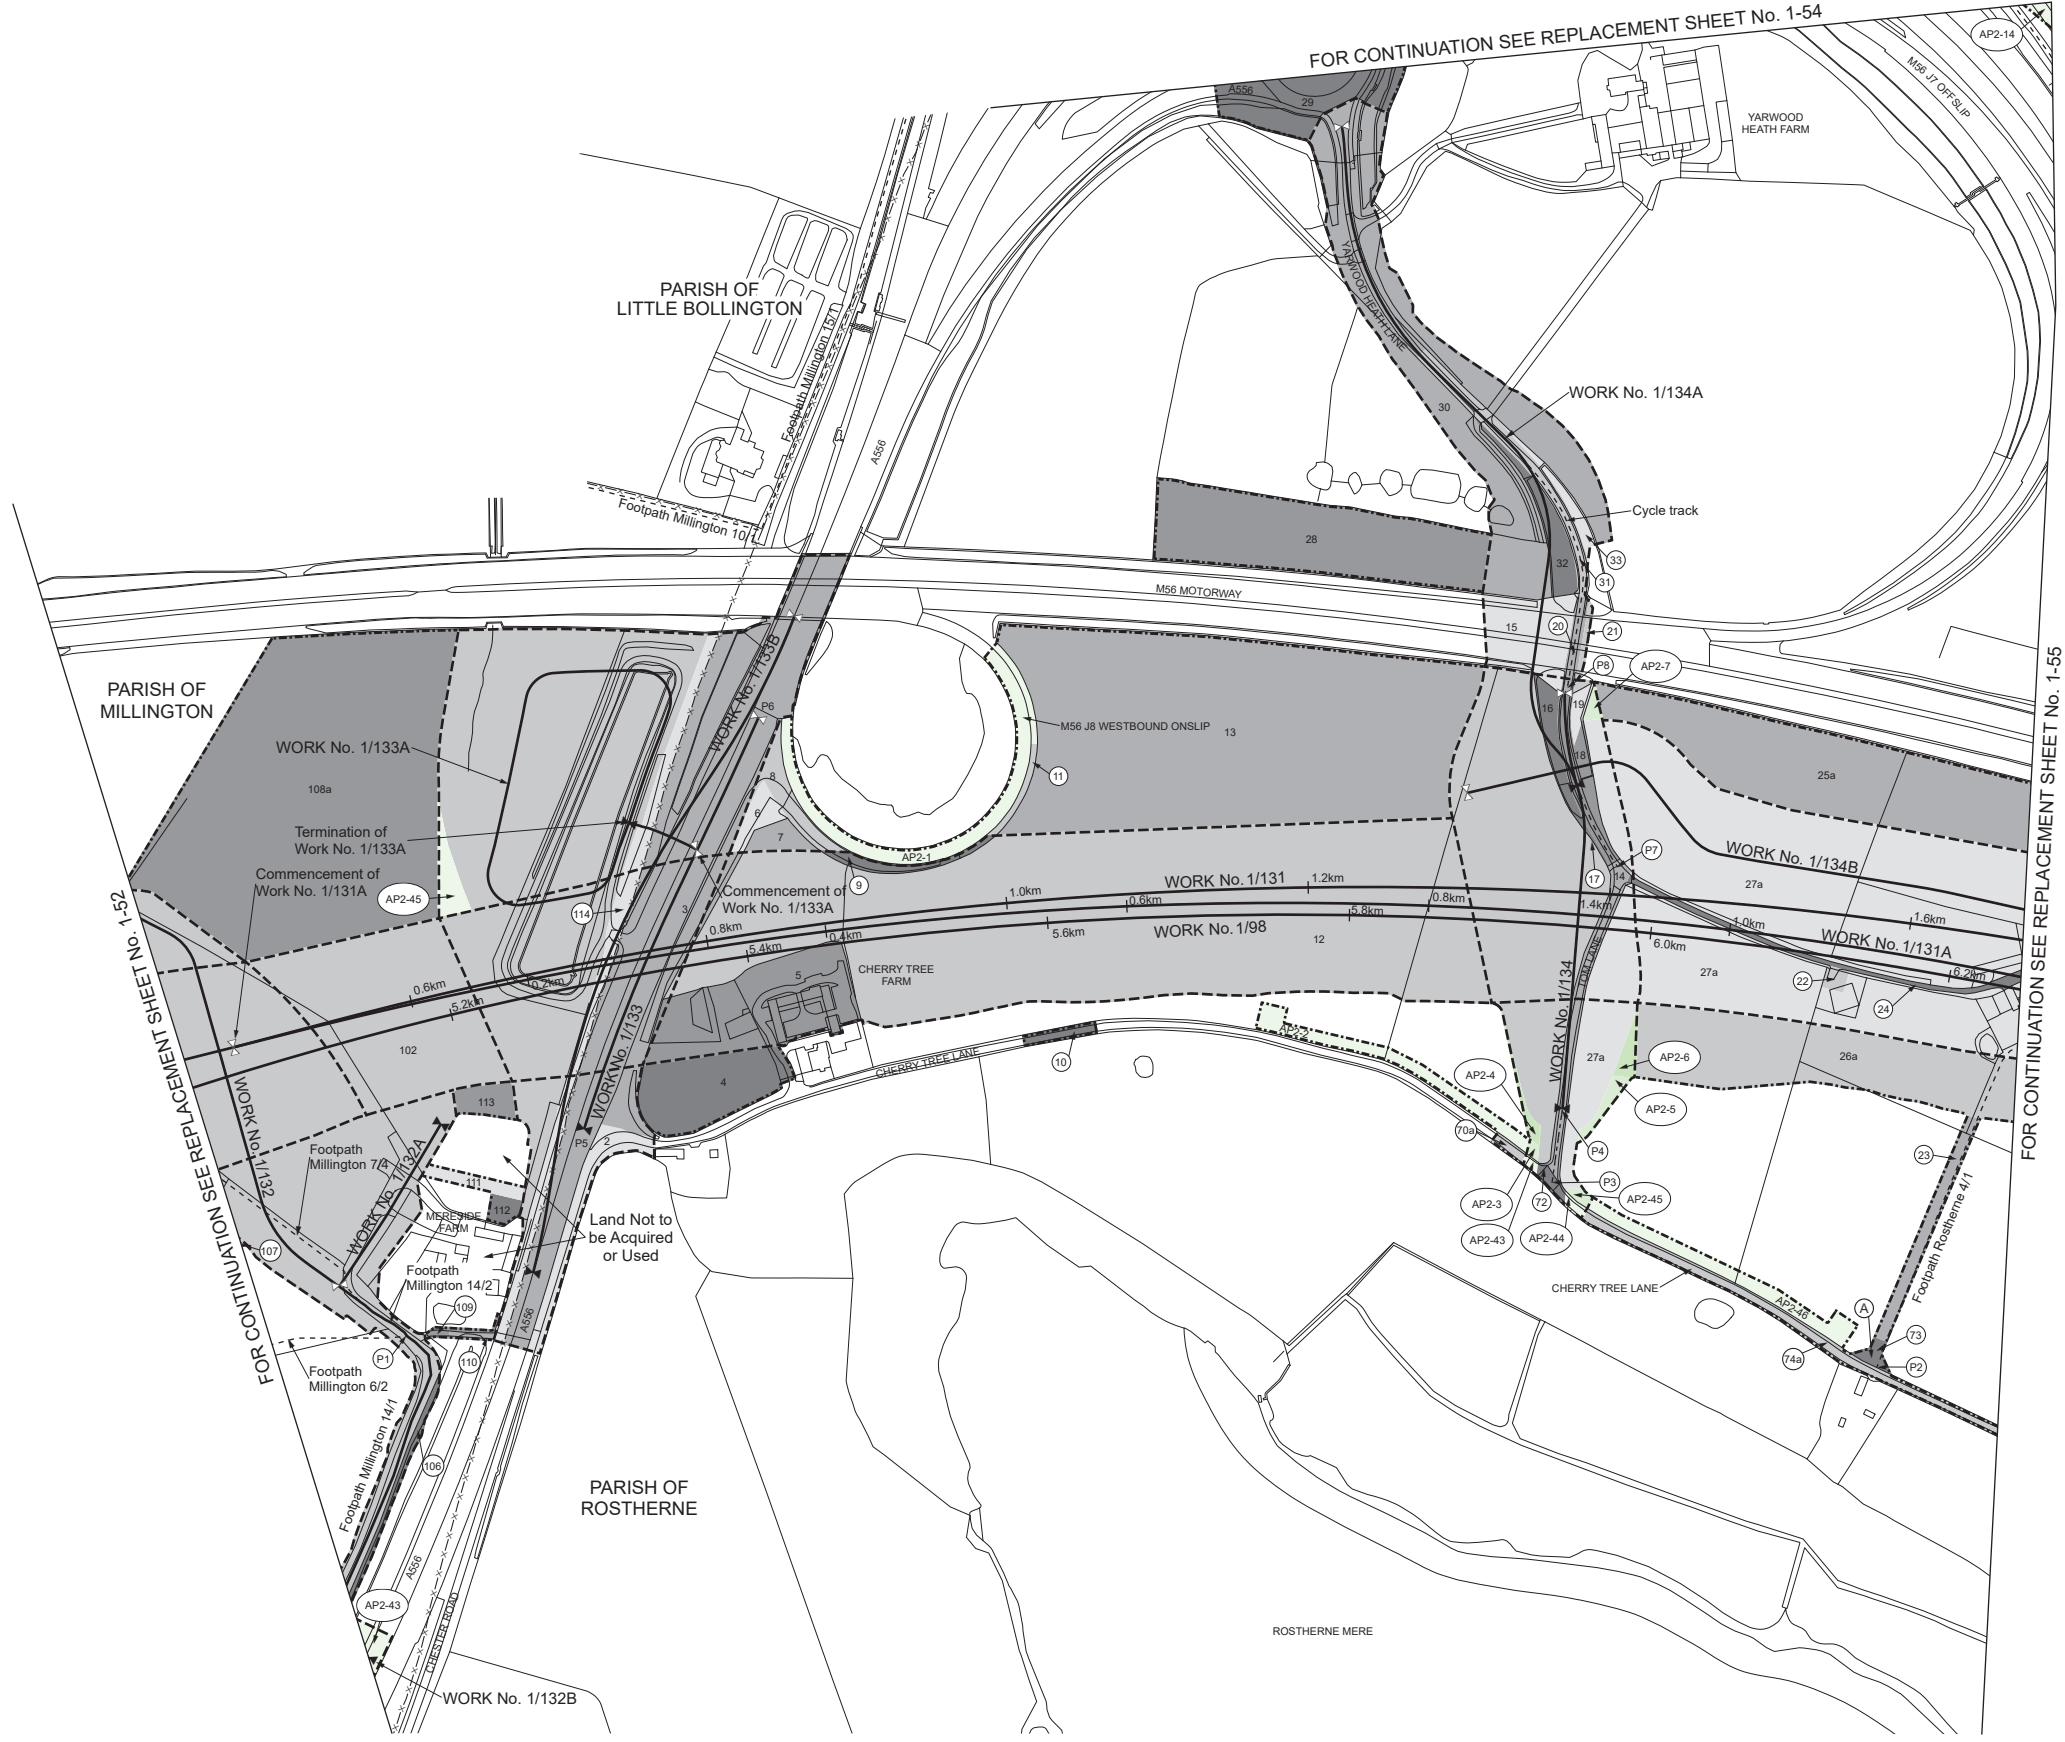 FOR CONTINUATION SEE REPLACEMENT SHEET No. 1-54
AP2-14
M56 J7 OFFSLIP
A556
29
YARWOOD
HEATH FARM
PARISH OF
LITTLE BOLLINGTON
Footpath Millington 15/1
YARWOOD HEATH LANE
WORK No. 1/134A
30
A556
Footpath Millington 10/1
Cycle track
28
32
33
31
M56 MOTORWAY
15
20
21
P8
AP2-7
PARISH OF
MILLINGTON
WORK No. 1/133B
P6
16
19
M56 J8 WESTBOUND ONSLIP
13
WORK No. 1/133A
18
8
11
25a
108a
6
7
Termination of
Work No. 1/133A
AP2-1
P7
WORK No. 1/134B
9
Commencement of
Work No. 1/131A
AP2-45
Commencement of
Work No. 1/133A
17
14
27a
WORK No. 1/131
1.2km
1.0km
0.6km
0.8km
1.4km
1.6km
114
3
0.8km
0.4km
5.8km
1.0km
5.4km
5.6km
WORK No.1/98
12
6.0km
WORK No. 1/131A
FOR CONTINUATION SEE REPLACEMENT SHEET No. 1-52
FOR CONTINUATION SEE REPLACEMENT SHEET No. 1-55
CHERRY TREE
FARM
5
27a
6.2km
22
24
0.6km
0.2km
5.2km
WORK No. 1/133
WORK No. 1/134
102
AP2-2
10
CHERRY TREE LANE
27a
AP2-6
26a
4
AP2-4
AP2-5
113
WORK No. 1/132
70a
P5
2
P4
23
Footpath
Millington 7/4
WORK No. 1/132A
111
P3
AP2-3
72
AP2-45
112
MERESIDE
FARM
Land Not to
be Acquired
or Used
AP2-43
AP2-44
107
Footpath Rostherne 4/1
Footpath
Millington 14/2
CHERRY TREE LANE
AP2-46
109
A
73
A556
P1
110
74a
P2
Footpath
Millington 6/2
Footpath Millington 14/1
106
PARISH OF
ROSTHERNE
A556
AP2-43
CHESTER ROAD
ROSTHERNE MERE
WORK No. 1/132B